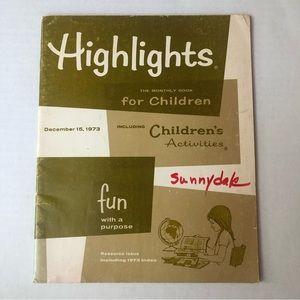 Highlights®
THE MONTHLY BOOK
for Children
December 15, 1973
INCLUDING
Children's
Activities®
Sunnydale
fun
with a
purpose
Resource Issue
including 1973 Index